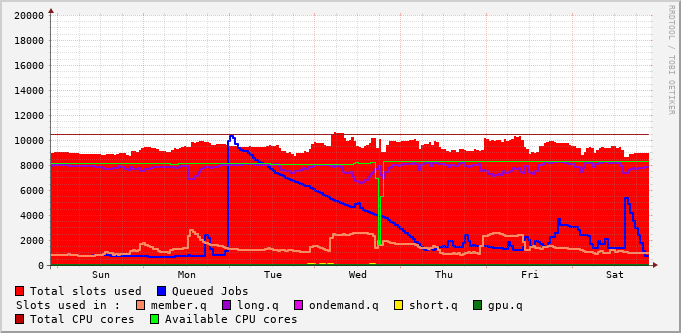 20000
18000
16000
14000
12000
10000
8000
6000
4000
2000
0
Sun Mon Tue Wed Thu Fri Sat
RRDTOOL / TOBI OETIKER
Total slots used Queued Jobs
Slots used in : member.q long.q ondemand.q short.q gpu.q
Total CPU cores Available CPU cores